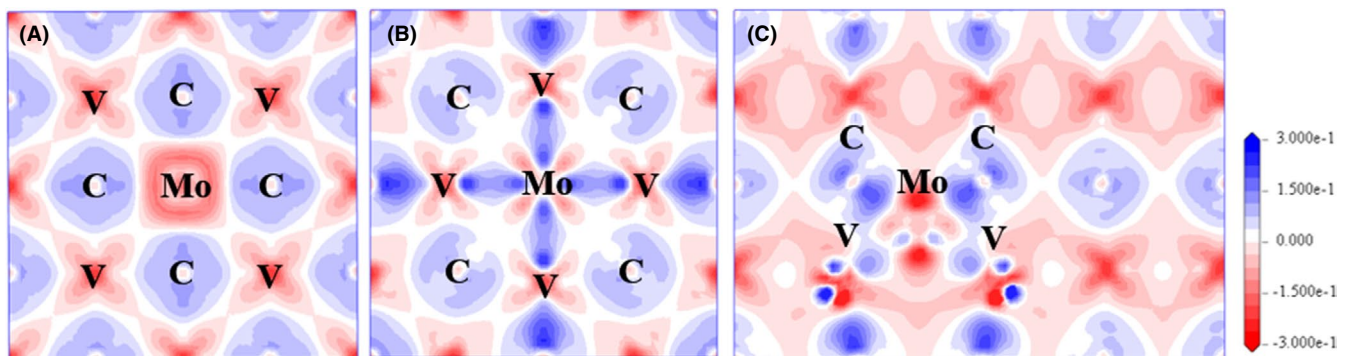 (A)
V C V
C Mo C
V C V
(B)
V
C C
V Mo V
C C
V
(C)
C C
Mo
V V
3.000e-1
1.500e-1
0.000
-1.500e-1
-3.000e-1